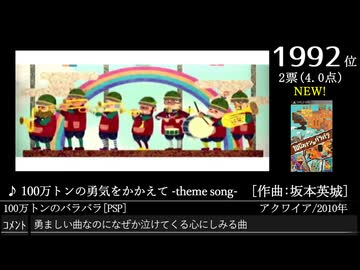 1992位
2票(4.0点)
NEW!
♪ 100万トンの勇気をかかえて -theme song- [作曲:坂本英城]
100万トンのバラバラ[PSP] アクワイア/2010年
コメント 勇ましい曲なのになぜか泣けてくる心にしみる曲